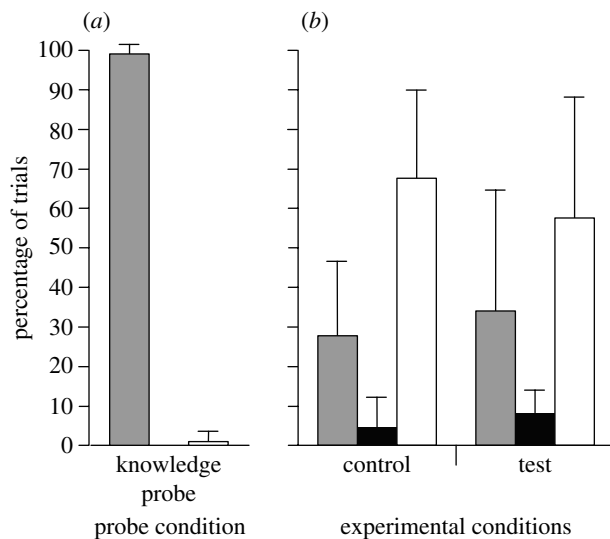 (a)
(b)
percentage of trials
100
90
80
70
60
50
40
30
20
10
0
knowledge
probe
control
test
probe condition
experimental conditions